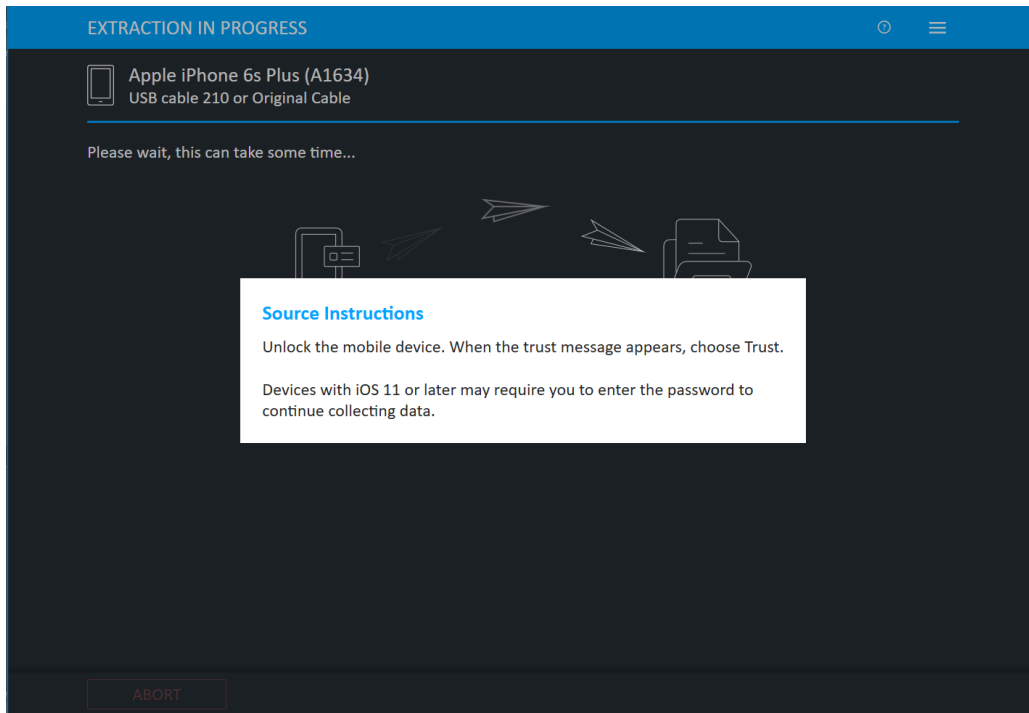 EXTRACTION IN PROGRESS
Apple iPhone 6s Plus (A1634)
USB cable 210 or Original Cable
Please wait, this can take some time...
Source Instructions
Unlock the mobile device. When the trust message appears, choose Trust.
Devices with iOS 11 or later may require you to enter the password to
continue collecting data.
ABORT